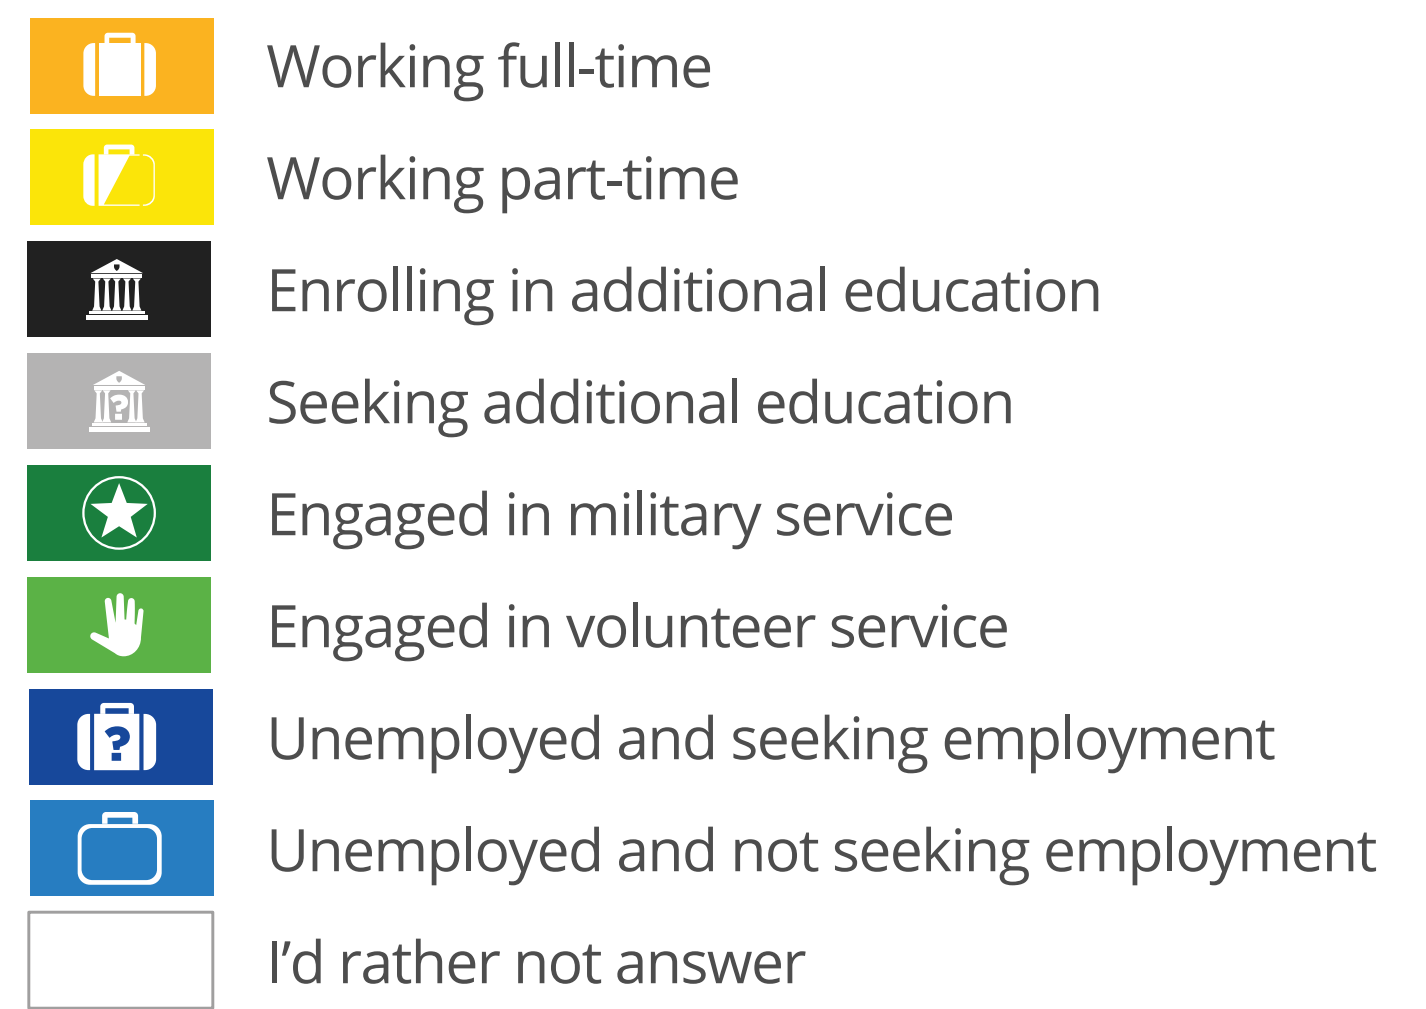 Working full-time
Working part-time
Enrolling in additional education
Seeking additional education
?
Engaged in military service
Engaged in volunteer service
Unemployed and seeking employment
?
Unemployed and not seeking employment
I’d rather not answer